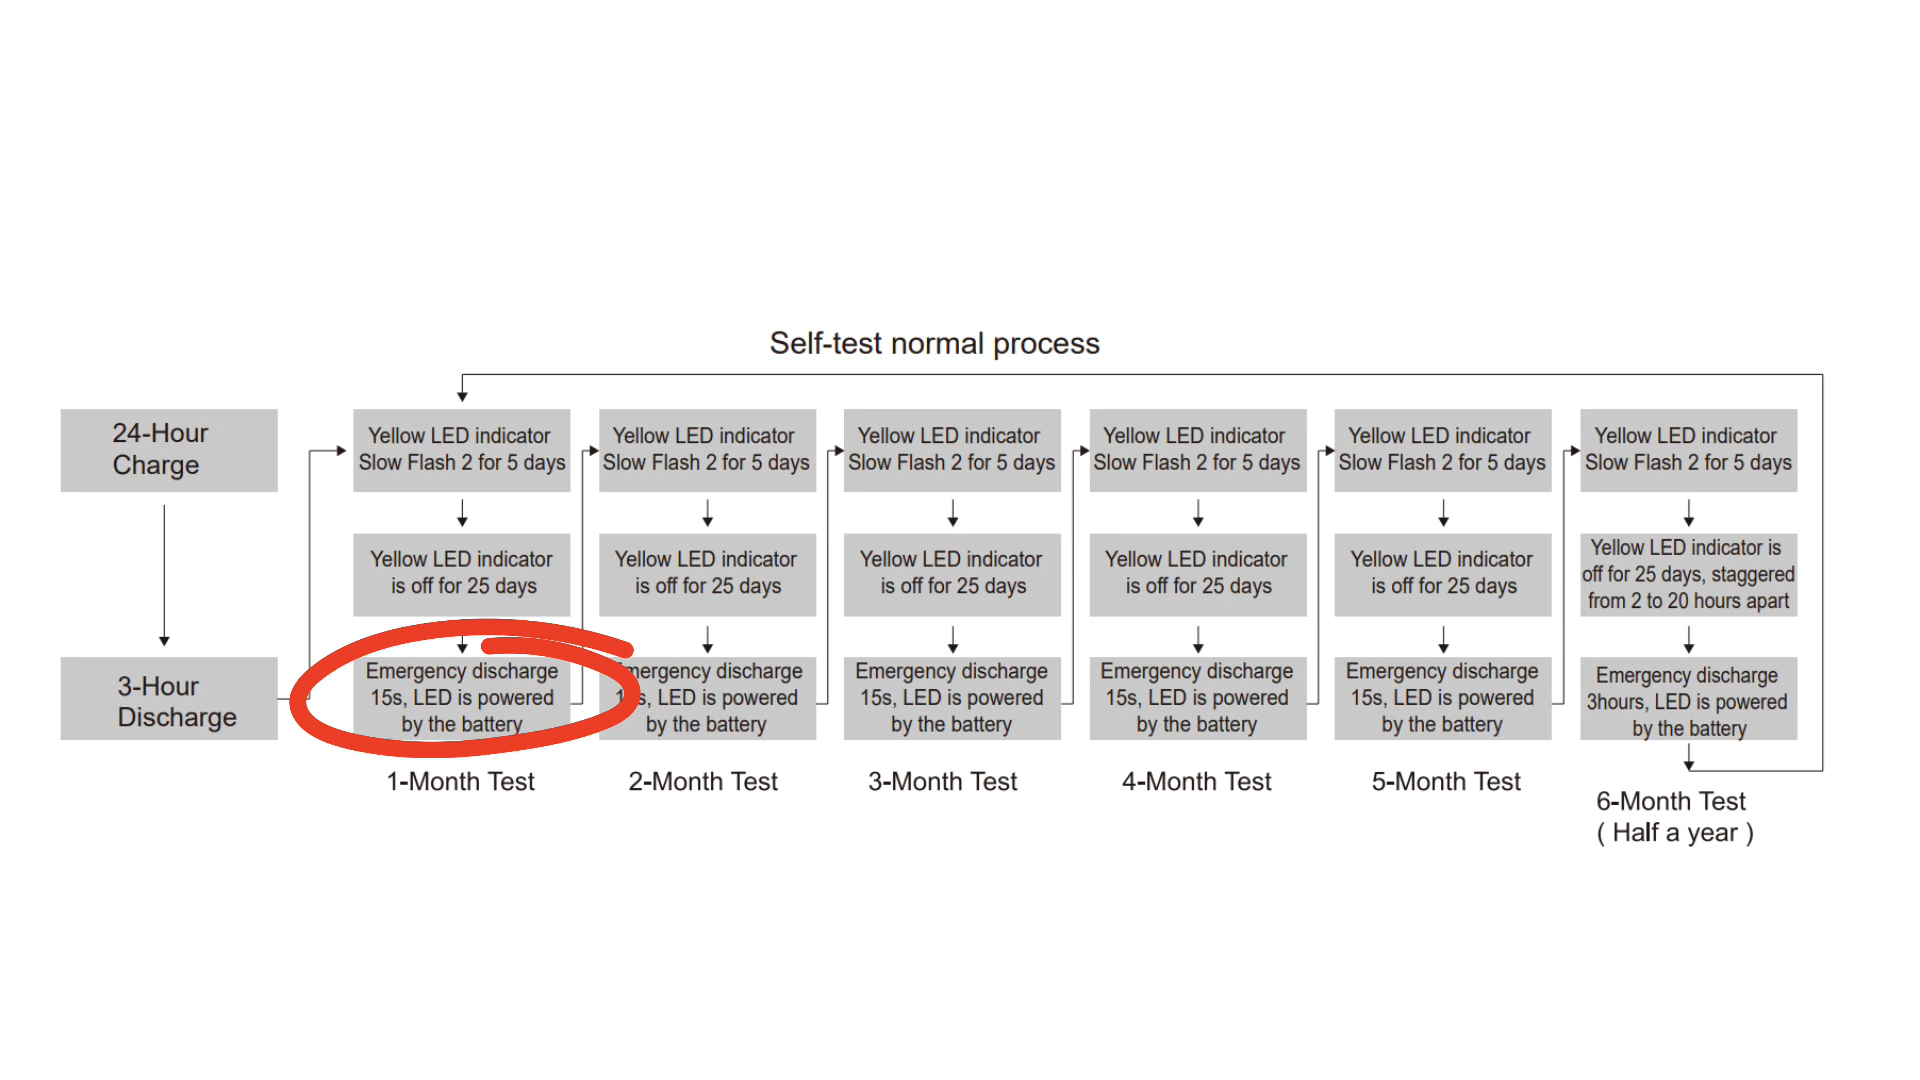 Self-test normal process
24-Hour
Charge
3-Hour
Discharge
Yellow LED indicator
Slow Flash 2 for 5 days
Yellow LED indicator
is off for 25 days
Emergency discharge
15s, LED is powered
by the battery
1-Month Test
Yellow LED indicator
Slow Flash 2 for 5 days
Yellow LED indicator
is off for 25 days
Emergency discharge
15s, LED is powered
by the battery
2-Month Test
Yellow LED indicator
Slow Flash 2 for 5 days
Yellow LED indicator
is off for 25 days
Emergency discharge
15s, LED is powered
by the battery
3-Month Test
Yellow LED indicator
Slow Flash 2 for 5 days
Yellow LED indicator
is off for 25 days
Emergency discharge
15s, LED is powered
by the battery
4-Month Test
Yellow LED indicator
Slow Flash 2 for 5 days
Yellow LED indicator
is off for 25 days
Emergency discharge
15s, LED is powered
by the battery
5-Month Test
Yellow LED indicator
Slow Flash 2 for 5 days
Yellow LED indicator is
off for 25 days, staggered
from 2 to 20 hours apart
Emergency discharge
3hours, LED is powered
by the battery
6-Month Test
( Half a year )